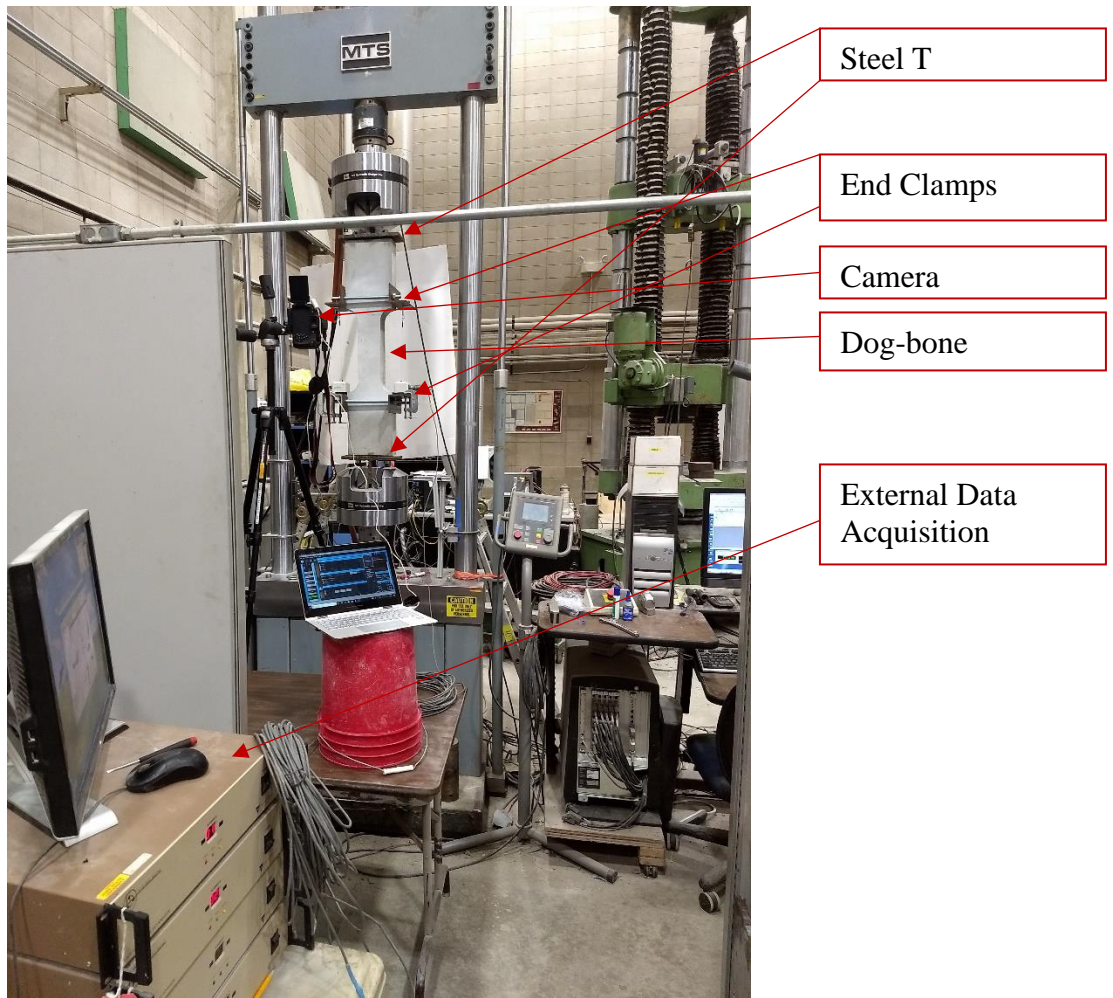 MTS
Steel T
End Clamps
Camera
Dog-bone
External Data
Acquisition
CAUTION